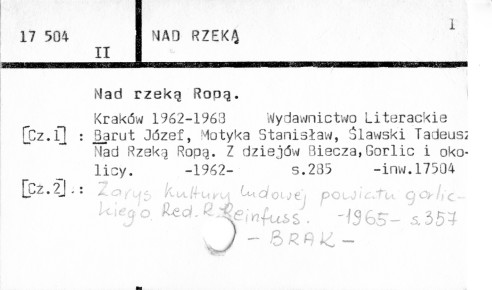 I
17 504
II
NAD RZEKĄ
Nad rzeką Ropą.
Kraków 1962-1968 Wydawnictwo Literackie
[Cz.1] : Barut Józef, Motyka Stanisław, Ślawski Tadeusz
Nad Rzeką Ropą. Z dziejów Biecza,Gorlic i oko-
licy. -1962- s.285 -inw.17504
[Cz.2].: Zarys kultury ludowej powiatu gorlic-
kiego. Red. R. Reinfuss. -1965- s.357
- BRAK -